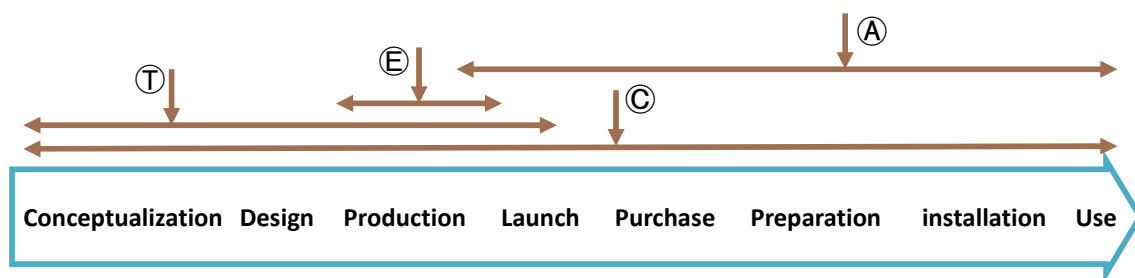 Ⓐ
Ⓔ
Ⓣ
Ⓒ
Conceptualization Design Production Launch Purchase Preparation installation Use